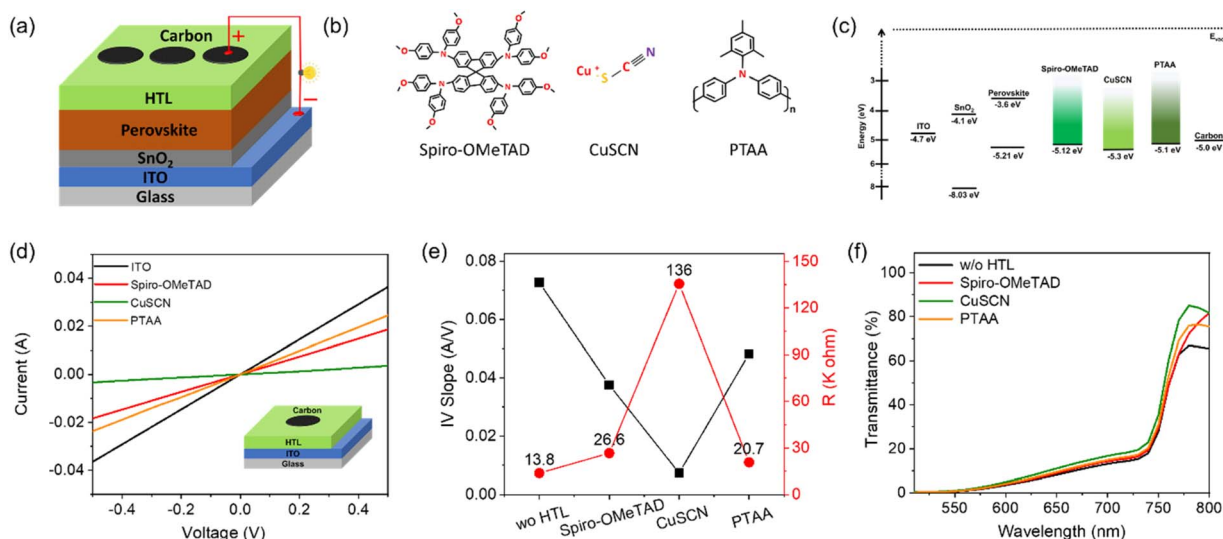 (a)
Carbon
+
HTL
Perovskite
SnO2
ITO
Glass
−
(b)
Spiro-OMeTAD
CuSCN
PTAA
(c)
Energy (eV)
3
4
5
6
8
ITO
-4.7 eV
SnO2
-4.1 eV
-8.03 eV
Perovskite
-3.6 eV
-5.21 eV
Spiro-OMeTAD
-5.12 eV
CuSCN
-5.3 eV
PTAA
-5.1 eV
Carbon
-5.0 eV
(d)
ITO
Spiro-OMeTAD
CuSCN
PTAA
Current (A)
0.04
0.02
0.00
-0.02
-0.04
-0.4
-0.2
0.0
0.2
0.4
Voltage (V)
Carbon
HTL
ITO
Glass
(e)
IV Slope (A/V)
0.08
0.06
0.04
0.02
0.00
13.8
26.6
136
20.7
150
120
90
60
30
0
R (K ohm)
wo HTL
Spiro-OMeTAD
CuSCN
PTAA
(f)
w/o HTL
Spiro-OMeTAD
CuSCN
PTAA
Transmittance (%)
100
80
60
40
20
0
550
600
650
700
750
800
Wavelength (nm)